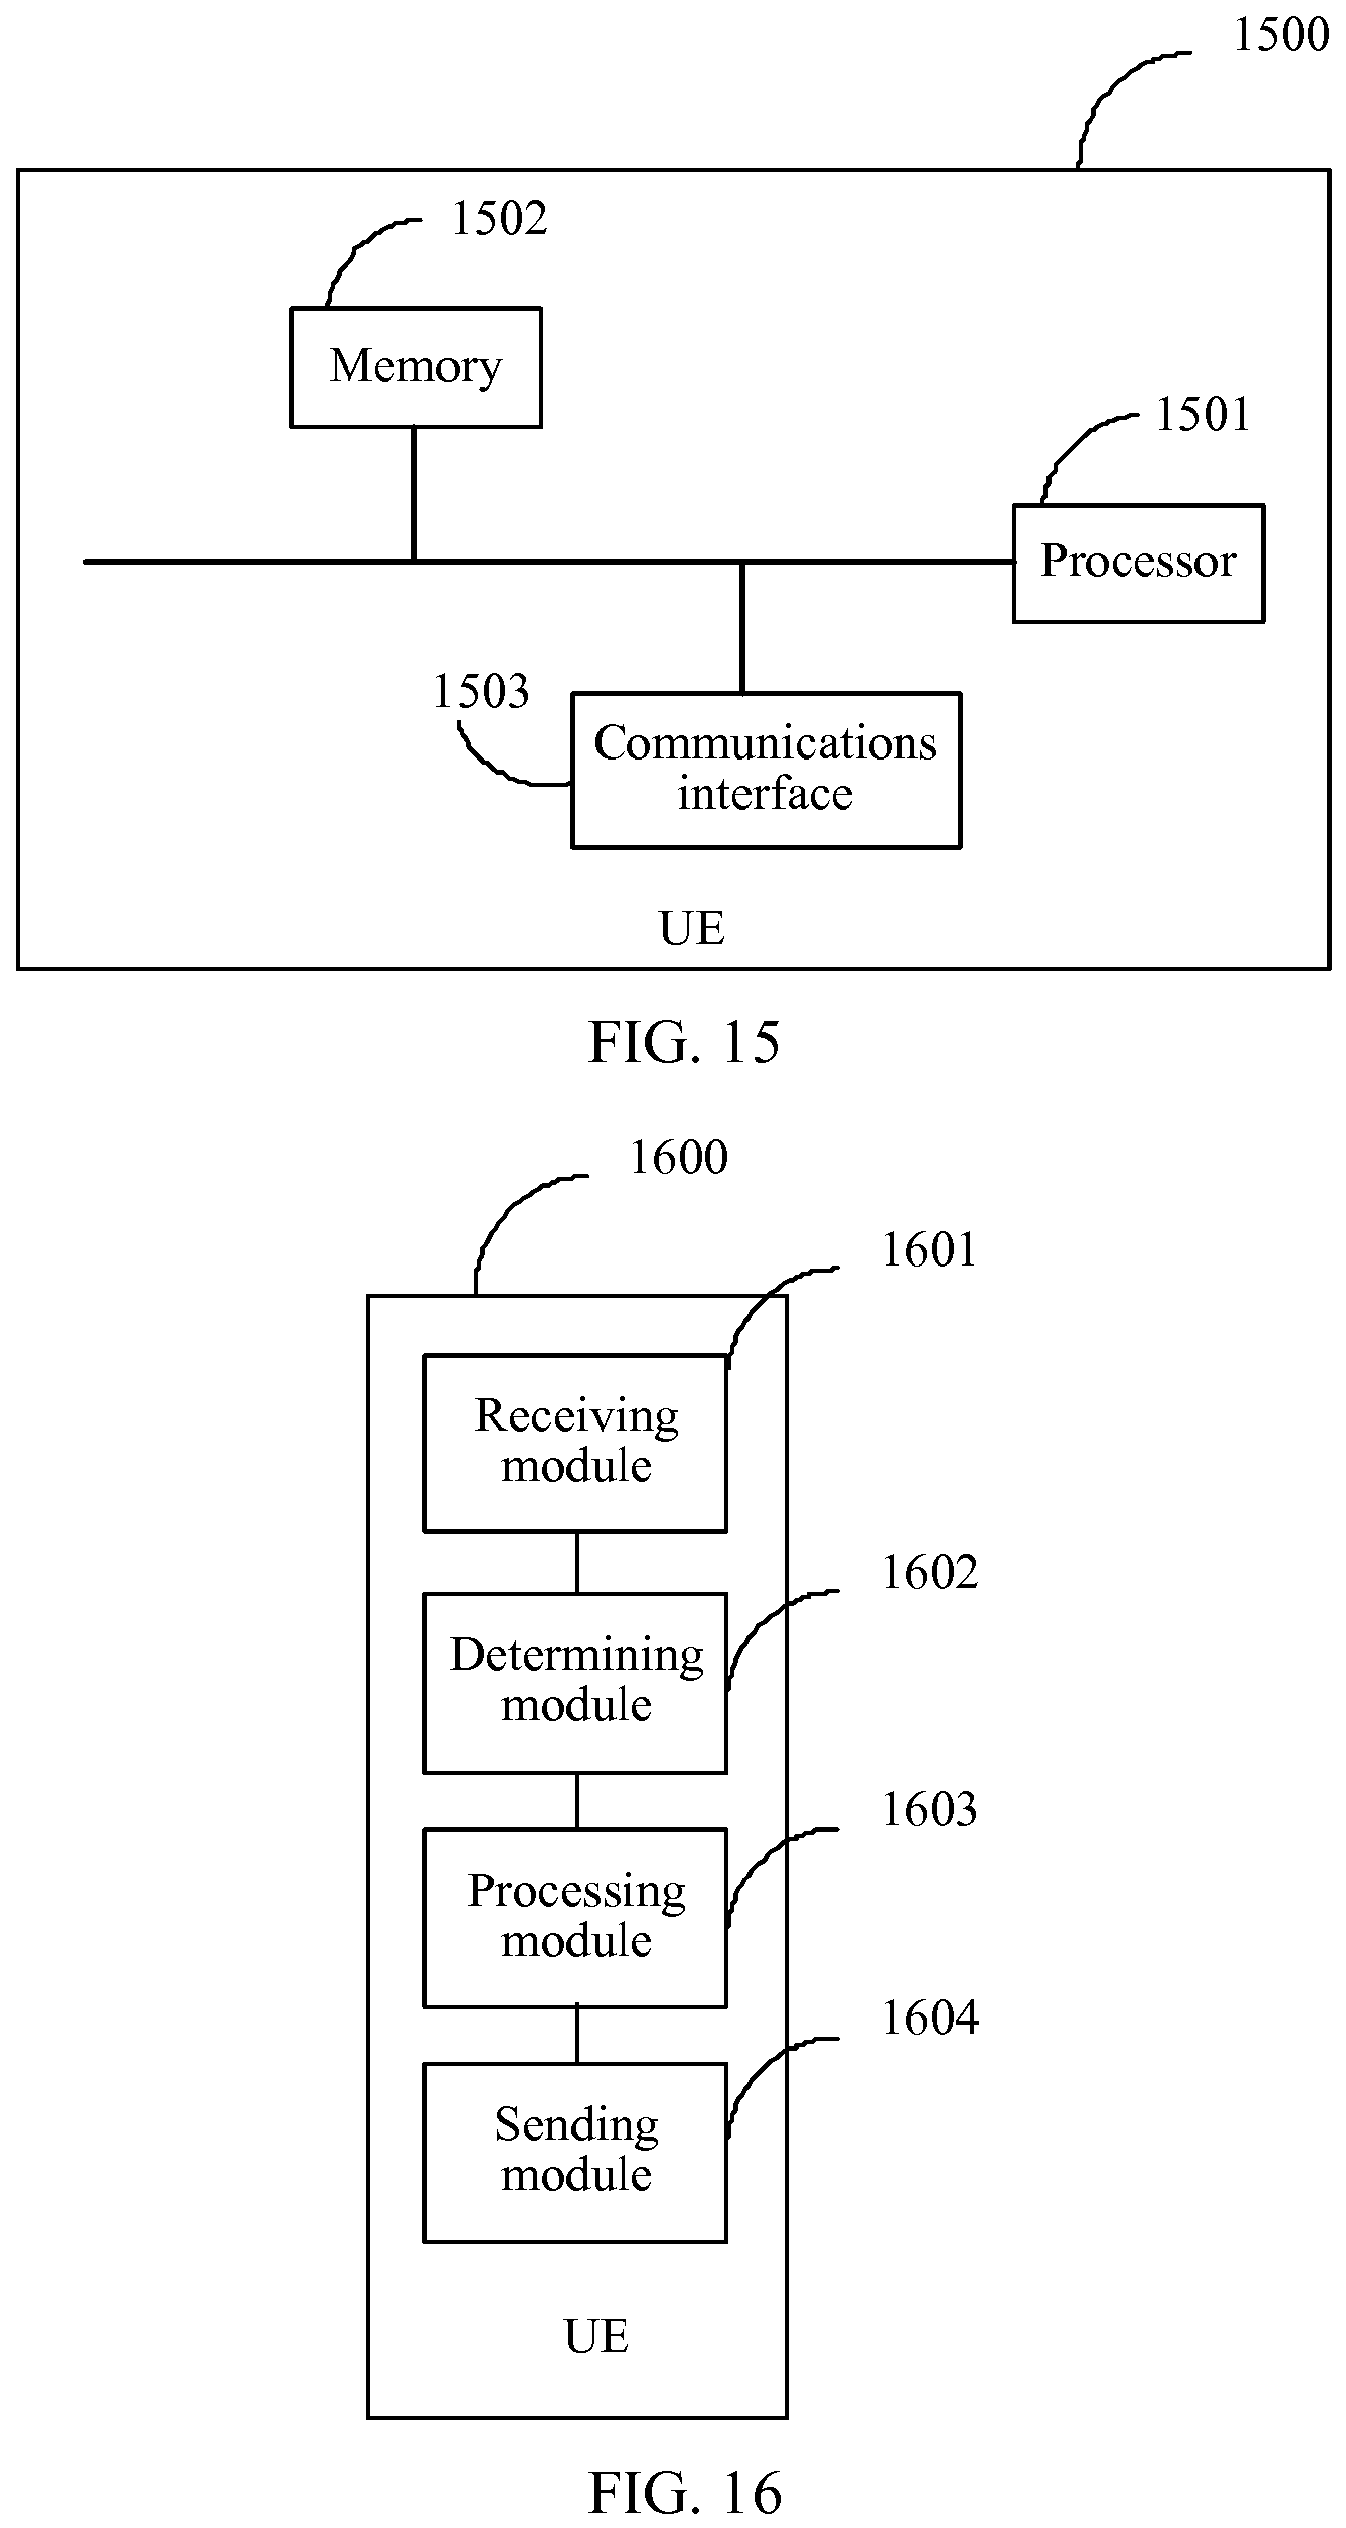 1500
1502
Memory
1501
Processor
1503
Communications
interface
UE
FIG. 15
1600
1601
Receiving
module
1602
Determining
module
1603
Processing
module
1604
Sending
module
UE
FIG. 16